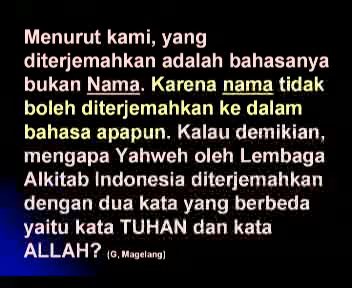 Menurut kami, yang
diterjemahkan adalah bahasanya
bukan Nama. Karena nama tidak
boleh diterjemahkan ke dalam
bahasa apapun. Kalau demikian,
mengapa Yahweh oleh Lembaga
Alkitab Indonesia diterjemahkan
dengan dua kata yang berbeda
yaitu kata TUHAN dan kata
ALLAH? (G, Magelang)